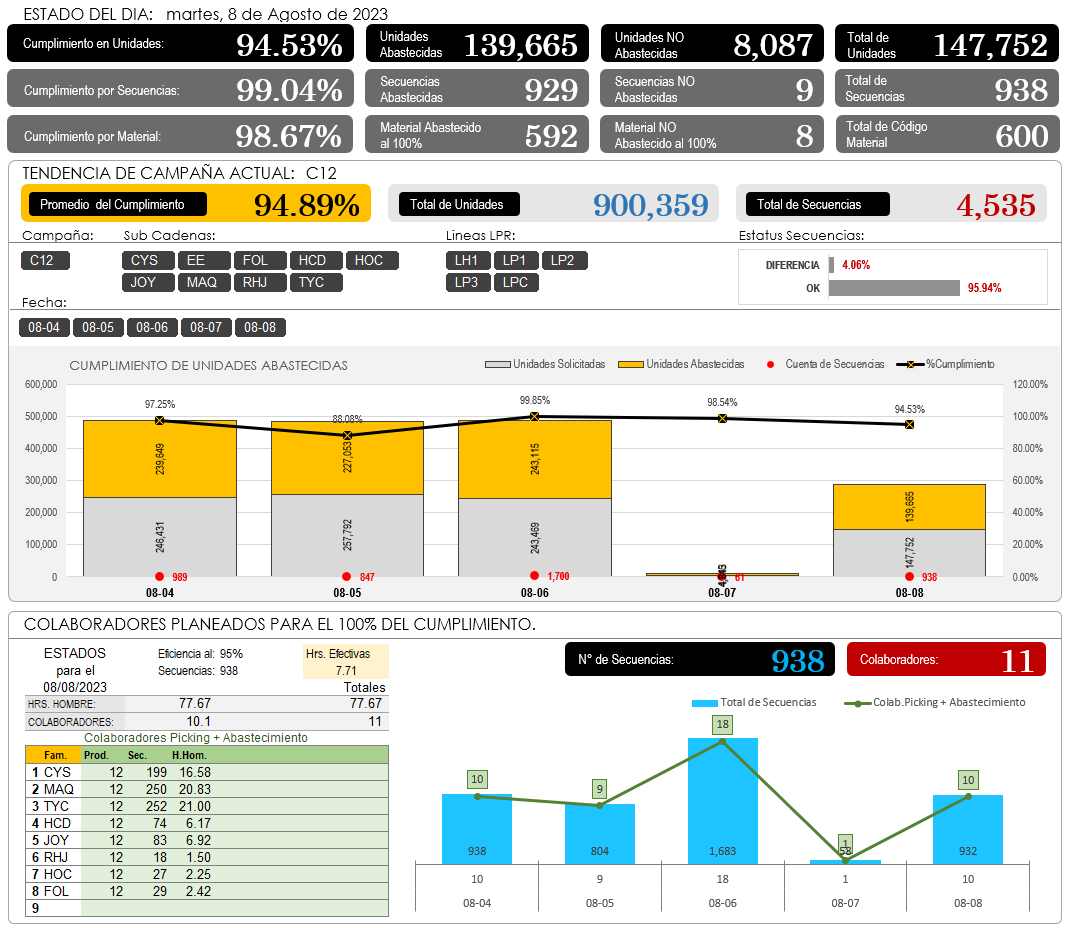 ESTADO DEL DIA: martes, 8 de Agosto de 2023
Cumplimiento en Unidades: 94.53%
Unidades Abastecidas 139,665
Unidades NO Abastecidas 8,087
Total de Unidades 147,752
Cumplimiento por Secuencias: 99.04%
Secuencias Abastecidas 929
Secuencias NO Abastecidas 9
Total de Secuencias 938
Cumplimiento por Material: 98.67%
Material Abastecido al 100% 592
Material NO Abastecido al 100% 8
Total de Código Material 600
TENDENCIA DE CAMPAÑA ACTUAL: C12
Promedio del Cumplimiento 94.89%
Total de Unidades 900,359
Total de Secuencias 4,535
Campaña: Sub Cadenas: Lineas LPR: Estatus Secuencias:
C12 CYS EE FOL HCD HOC LH1 LP1 LP2
JOY MAQ RHJ TYC LP3 LPC
DIFERENCIA 4.06%
OK 95.94%
Fecha:
08-04 08-05 08-06 08-07 08-08
CUMPLIMIENTO DE UNIDADES ABASTECIDAS
Unidades Solicitadas Unidades Abastecidas Cuenta de Secuencias %Cumplimiento
600,000 120.00%
500,000 100.00%
400,000 80.00%
300,000 60.00%
200,000 40.00%
100,000 20.00%
0 0.00%
97.25% 88.08% 99.85% 98.54% 94.53%
239,649 227,053 243,115 139,665
246,431 257,792 243,469 147,752
989 847 1,700 61 938
08-04 08-05 08-06 08-07 08-08
COLABORADORES PLANEADOS PARA EL 100% DEL CUMPLIMIENTO.
ESTADOS para el 08/08/2023
Eficiencia al: 95%
Secuencias: 938
Hrs. Efectivas
7.71
Totales
HRS. HOMBRE: 77.67 77.67
COLABORADORES: 10.1 11
Colaboradores Picking + Abastecimiento
Fam. Prod. Sec. H.Hom.
1 CYS 12 199 16.58
2 MAQ 12 250 20.83
3 TYC 12 252 21.00
4 HCD 12 74 6.17
5 JOY 12 83 6.92
6 RHJ 12 18 1.50
7 HOC 12 27 2.25
8 FOL 12 29 2.42
9
N° de Secuencias: 938
Colaboradores: 11
Total de Secuencias Colab.Picking + Abastecimiento
10 9 18 1 10
938 804 1,683 58 932
10 9 18 1 10
08-04 08-05 08-06 08-07 08-08